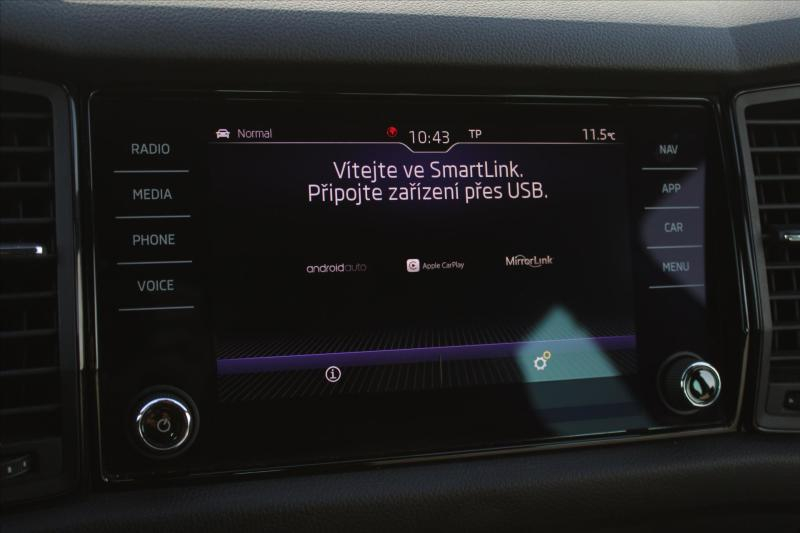 Normal 10:43 TP 11.5°C
RADIO
MEDIA
PHONE
VOICE
Vítejte ve SmartLink.
Připojte zařízení přes USB.
androidauto Apple CarPlay MirrorLink
NAV
APP
CAR
MENU